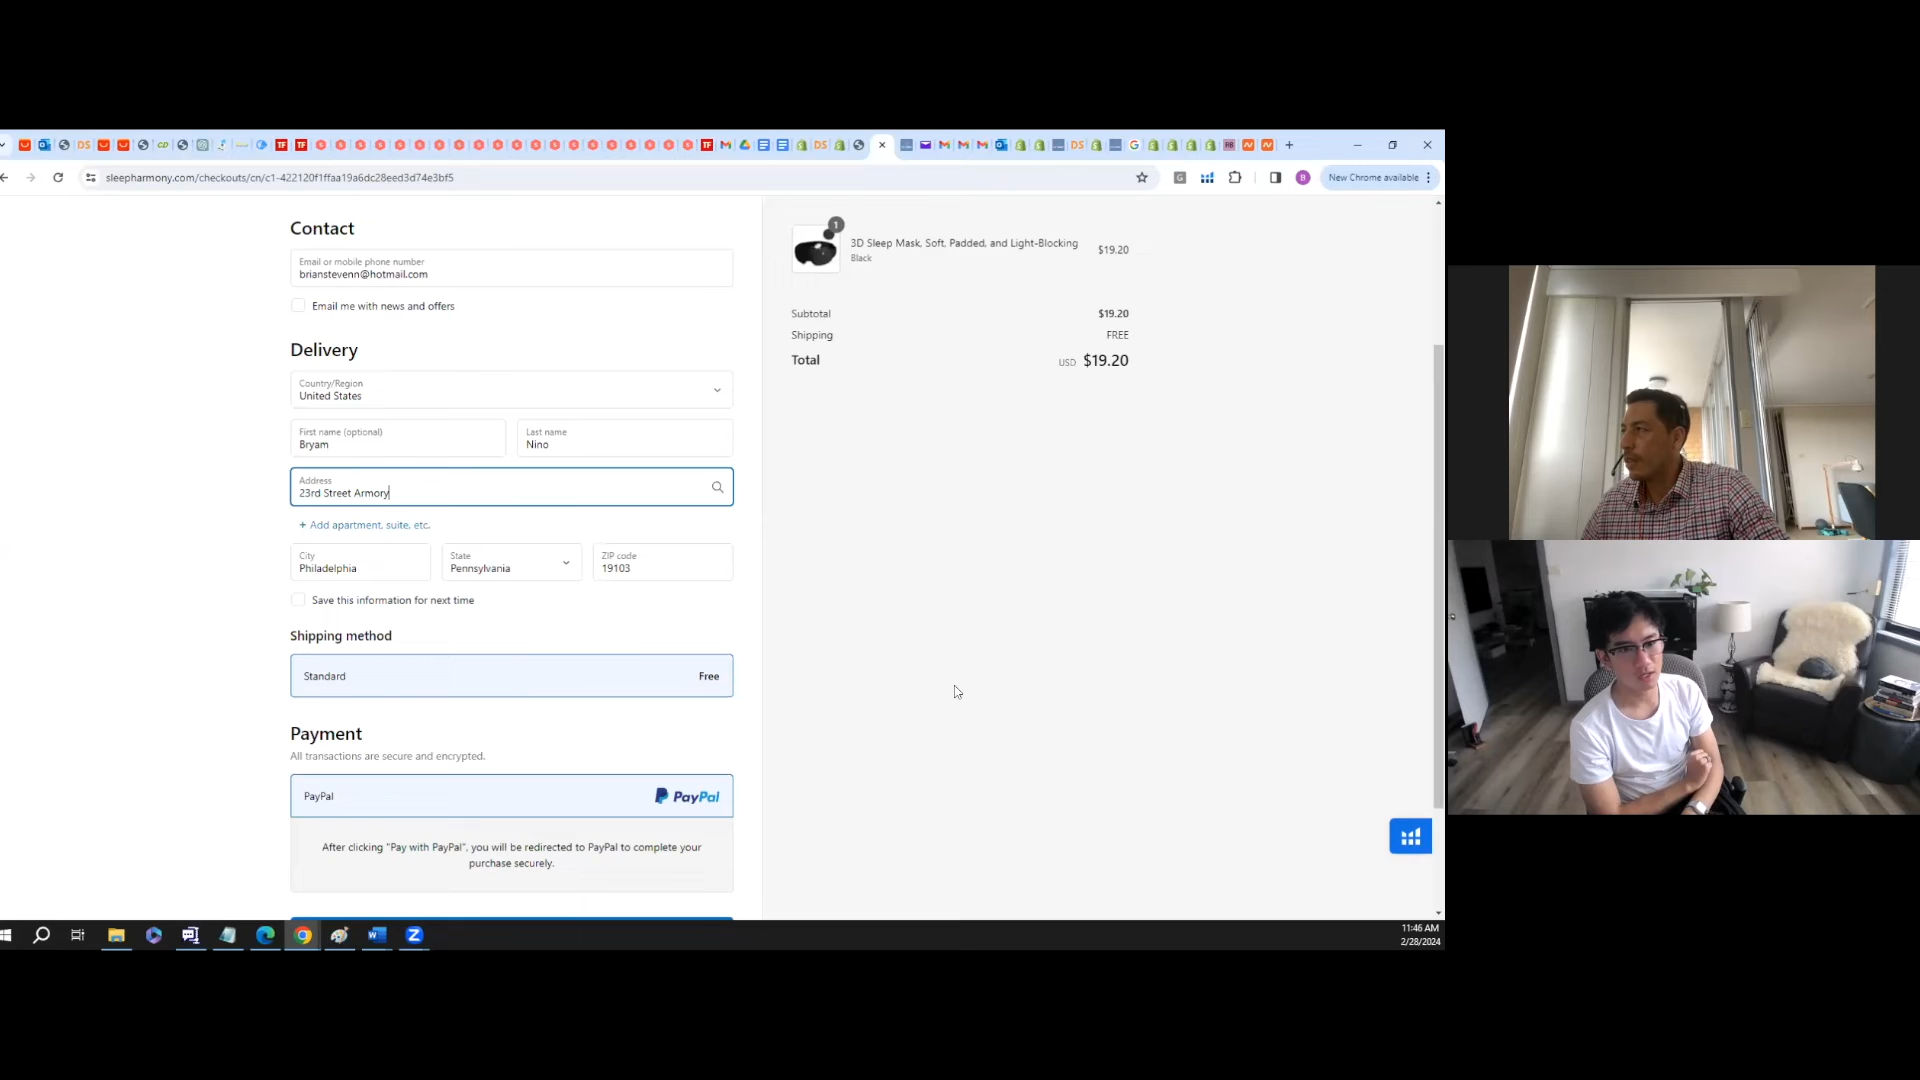 sleepharmony.com/checkouts/cn/c1-422120f1ffaa19a6dc28eed3d74e3bf5
New Chrome available
Contact
Email or mobile phone number
brianstevenn@hotmail.com
Email me with news and offers
Delivery
Country/Region
United States
First name (optional)
Bryam
Last name
Nino
Address
23rd Street Armory
+ Add apartment, suite, etc.
City
Philadelphia
State
Pennsylvania
ZIP code
19103
Save this information for next time
Shipping method
Standard
Free
Payment
All transactions are secure and encrypted.
PayPal
PayPal
After clicking "Pay with PayPal", you will be redirected to PayPal to complete your
purchase securely.
1
3D Sleep Mask, Soft, Padded, and Light-Blocking
Black
$19.20
Subtotal
$19.20
Shipping
FREE
Total
USD $19.20
11:46 AM
2/28/2024